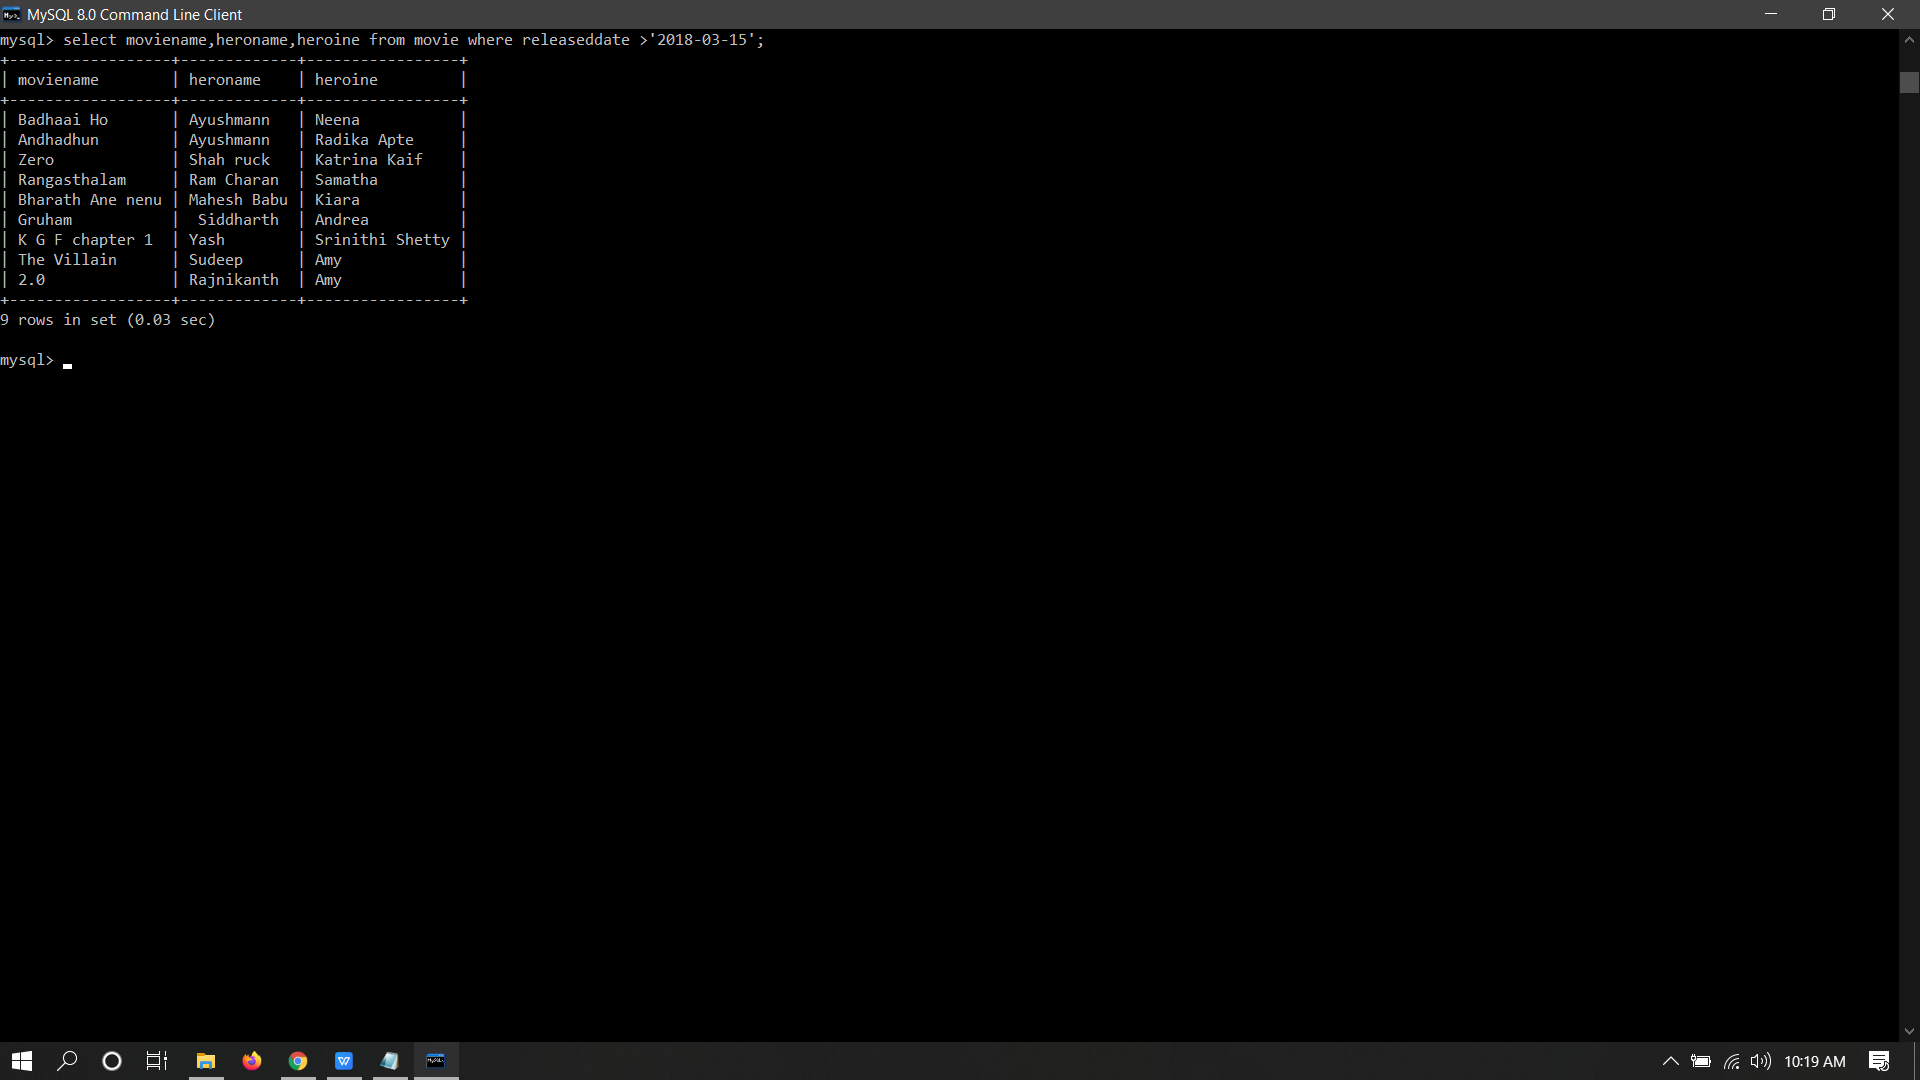 MySQL 8.0 Command Line Client
mysql> select moviename,heroname,heroine from movie where releaseddate >'2018-03-15';
+------------------+-------------+-----------------+
| moviename        | heroname    | heroine         |
+------------------+-------------+-----------------+
| Badhaai Ho       | Ayushmann   | Neena           |
| Andhadhun        | Ayushmann   | Radika Apte     |
| Zero             | Shah ruck   | Katrina Kaif    |
| Rangasthalam     | Ram Charan  | Samatha         |
| Bharath Ane nenu | Mahesh Babu | Kiara           |
| Gruham           |  Siddharth  | Andrea          |
| K G F chapter 1  | Yash        | Srinithi Shetty |
| The Villain      | Sudeep      | Amy             |
| 2.0              | Rajnikanth  | Amy             |
+------------------+-------------+-----------------+
9 rows in set (0.03 sec)
mysql>
10:19 AM